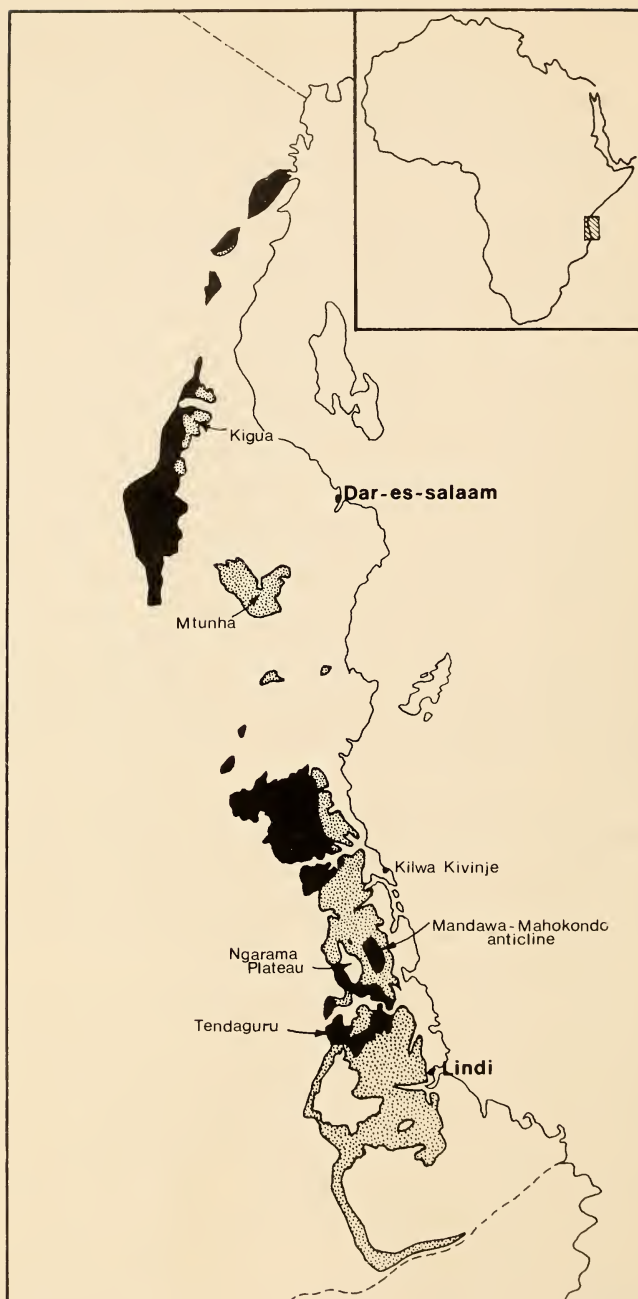 Kigua
Dar-es-salaam
Mtunha
Kilwa Kivinje
Mandawa-Mahokondo
anticline
Ngarama
Plateau
Tendaguru
Lindi